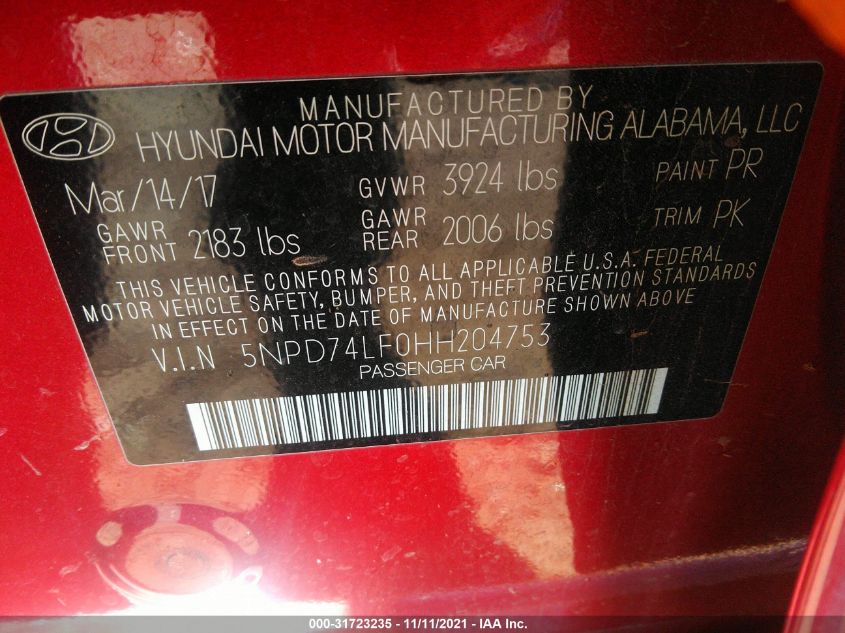 MANUFACTURED BY
HYUNDAI MOTOR MANUFACTURING ALABAMA, LLC
Mar/14/17 GVWR 3924 lbs PAINT PR
GAWR FRONT 2183 lbs GAWR REAR 2006 lbs TRIM PK
THIS VEHICLE CONFORMS TO ALL APPLICABLE U.S.A. FEDERAL
MOTOR VEHICLE SAFETY, BUMPER, AND THEFT PREVENTION STANDARDS
IN EFFECT ON THE DATE OF MANUFACTURE SHOWN ABOVE
V.I.N 5NPD74LF0HH204753
PASSENGER CAR
000-31723235 - 11/11/2021 - IAA Inc.